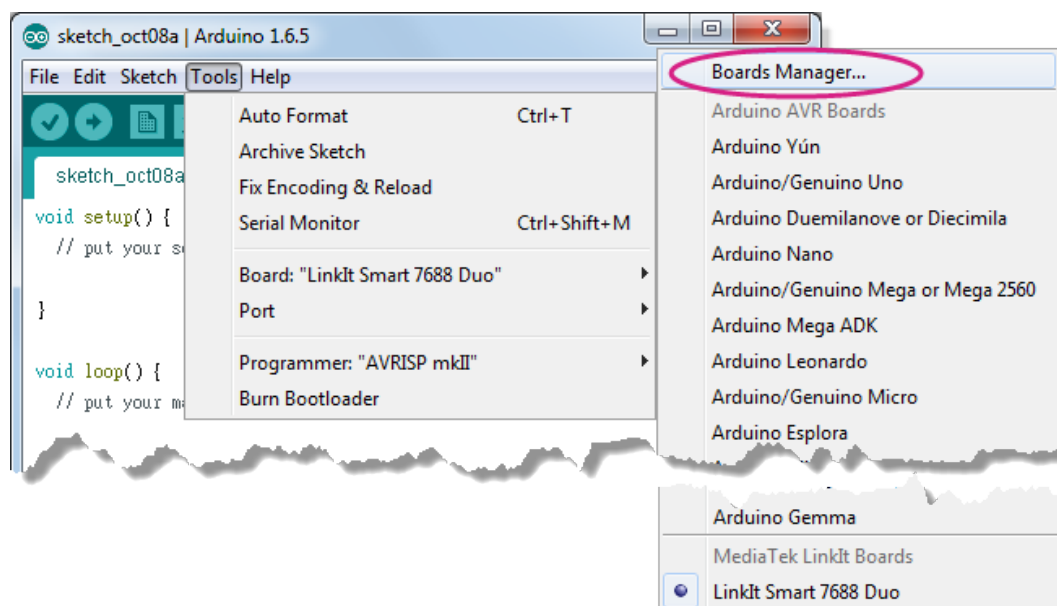 sketch_oct08a | Arduino 1.6.5
File Edit Sketch Tools Help
sketch_oct08a
void setup() {
// put your
}
void loop() {
// put your
Auto Format Ctrl+T
Archive Sketch
Fix Encoding & Reload
Serial Monitor Ctrl+Shift+M
Board: "LinkIt Smart 7688 Duo"
Port
Programmer: "AVRISP mkII"
Burn Bootloader
Boards Manager...
Arduino AVR Boards
Arduino Yún
Arduino/Genuino Uno
Arduino Duemilanove or Diecimila
Arduino Nano
Arduino/Genuino Mega or Mega 2560
Arduino Mega ADK
Arduino Leonardo
Arduino/Genuino Micro
Arduino Esplora
Arduino Gemma
MediaTek LinkIt Boards
LinkIt Smart 7688 Duo